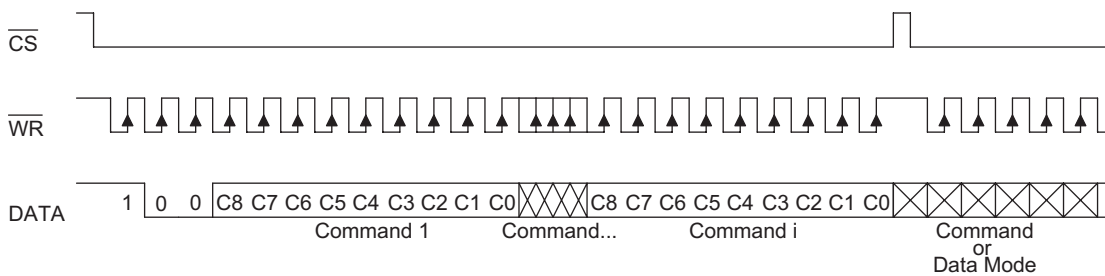 CS
WR
DATA 1 0 0 C8 C7 C6 C5 C4 C3 C2 C1 C0 C8 C7 C6 C5 C4 C3 C2 C1 C0
Command 1 Command... Command i Command
or
Data Mode